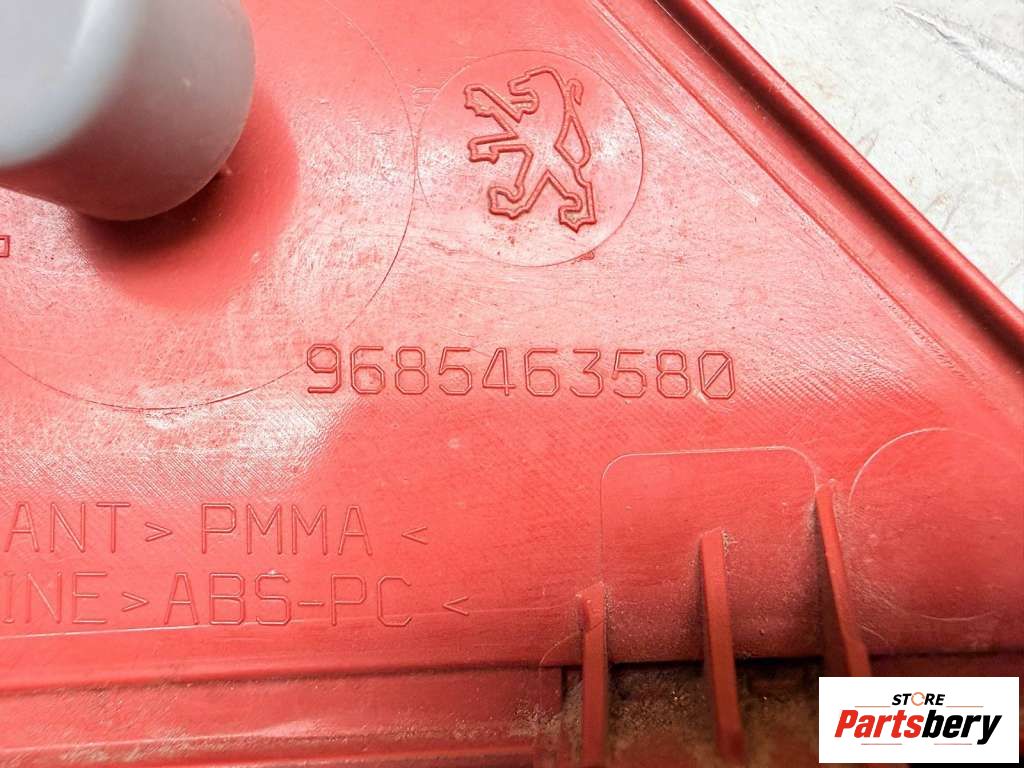 9685463580
ANT > PMMA <
INE > ABS-PC <
STORE
Partsbery